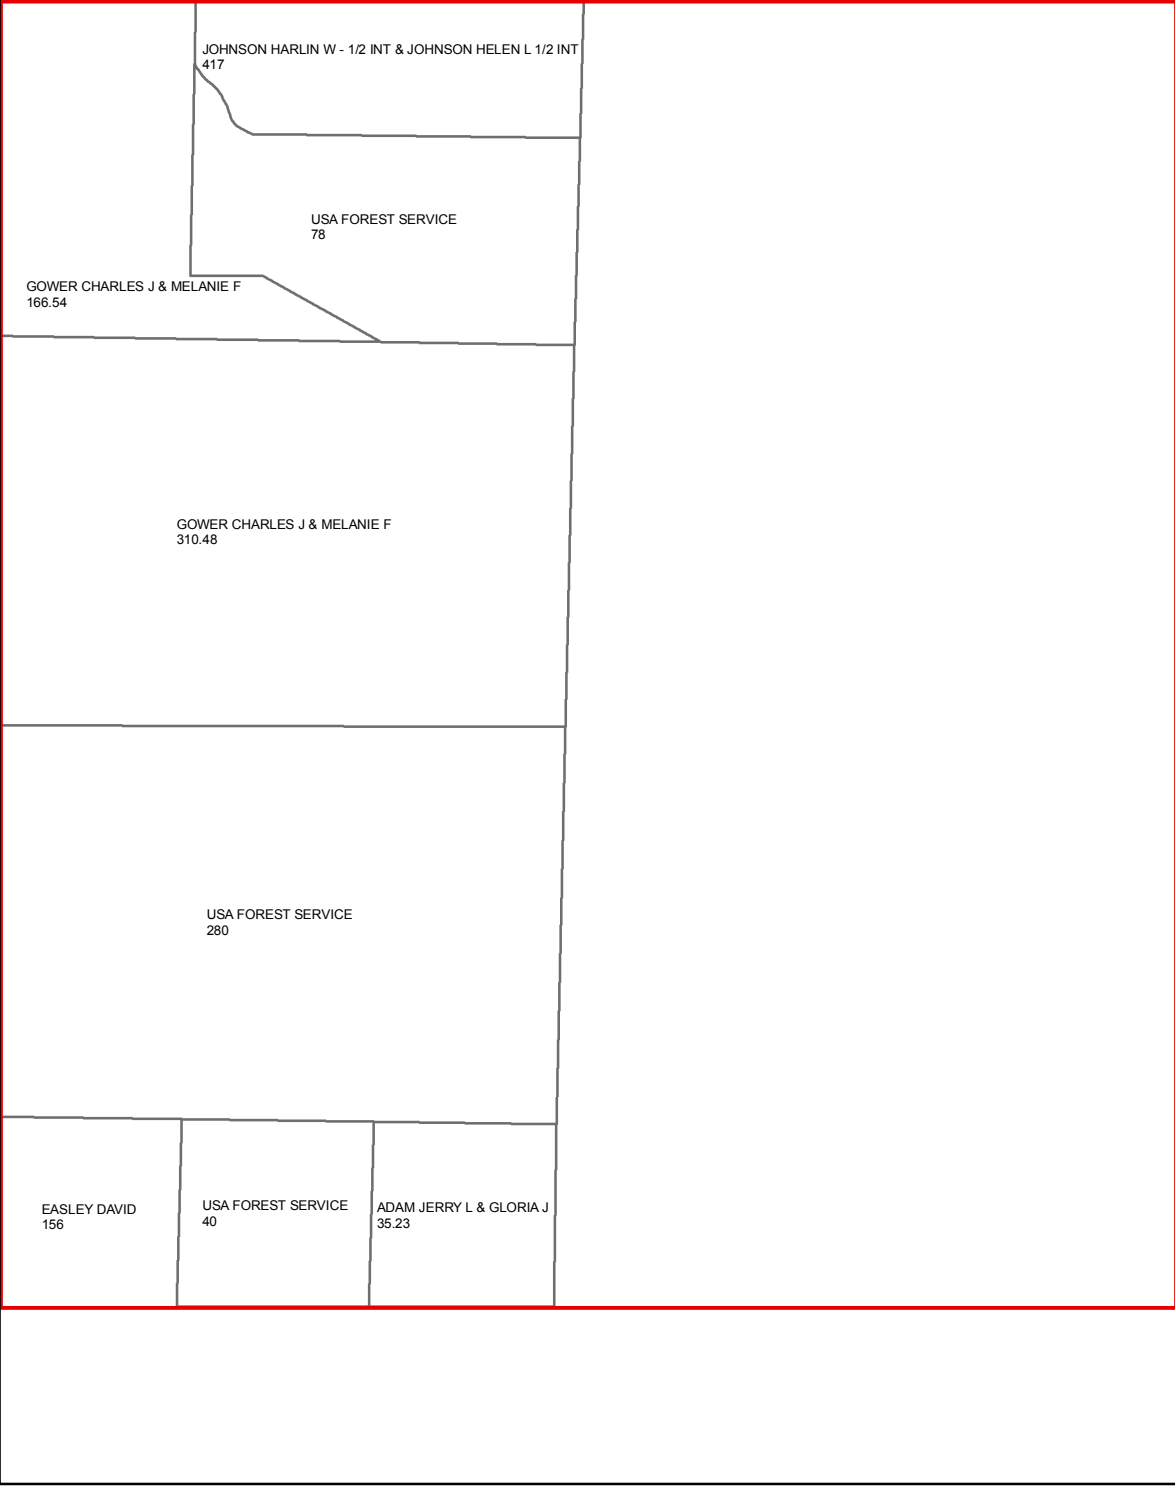 JOHNSON HARLIN W - 1/2 INT & JOHNSON HELEN L 1/2 INT
417
USA FOREST SERVICE
78
GOWER CHARLES J & MELANIE F
166.54
GOWER CHARLES J & MELANIE F
310.48
USA FOREST SERVICE
280
EASLEY DAVID
156
USA FOREST SERVICE
40
ADAM JERRY L & GLORIA J
35.23